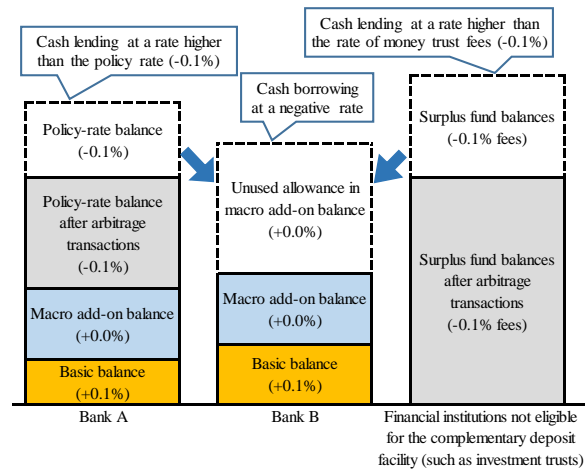 Cash lending at a rate higher
than the policy rate (-0.1%)
Cash lending at a rate higher than
the rate of money trust fees (-0.1%)
Cash borrowing
at a negative rate
Policy-rate balance
(-0.1%)
Policy-rate balance
after arbitrage
transactions
(-0.1%)
Macro add-on balance
(+0.0%)
Basic balance
(+0.1%)
Bank A
Unused allowance in
macro add-on balance
(+0.0%)
Macro add-on balance
(+0.0%)
Basic balance
(+0.1%)
Bank B
Surplus fund balances
(-0.1% fees)
Surplus fund balances
after arbitrage
transactions
(-0.1% fees)
Financial institutions not eligible
for the complementary deposit
facility (such as investment trusts)